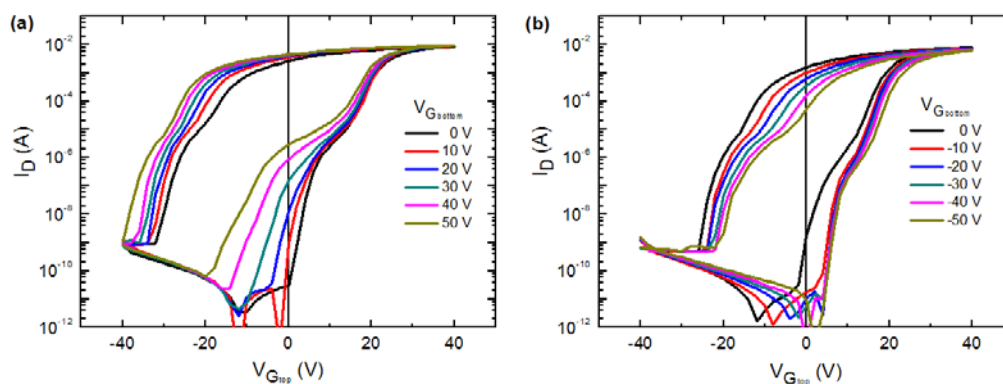 (a)
10⁻²
10⁻⁴
10⁻⁶
10⁻⁸
10⁻¹⁰
10⁻¹²
I_D (A)
V_G_bottom
0 V
10 V
20 V
30 V
40 V
50 V
-40 -20 0 20 40
V_G_top (V)
(b)
10⁻²
10⁻⁴
10⁻⁶
10⁻⁸
10⁻¹⁰
10⁻¹²
I_D (A)
V_G_bottom
0 V
-10 V
-20 V
-30 V
-40 V
-50 V
-40 -20 0 20 40
V_G_top (V)